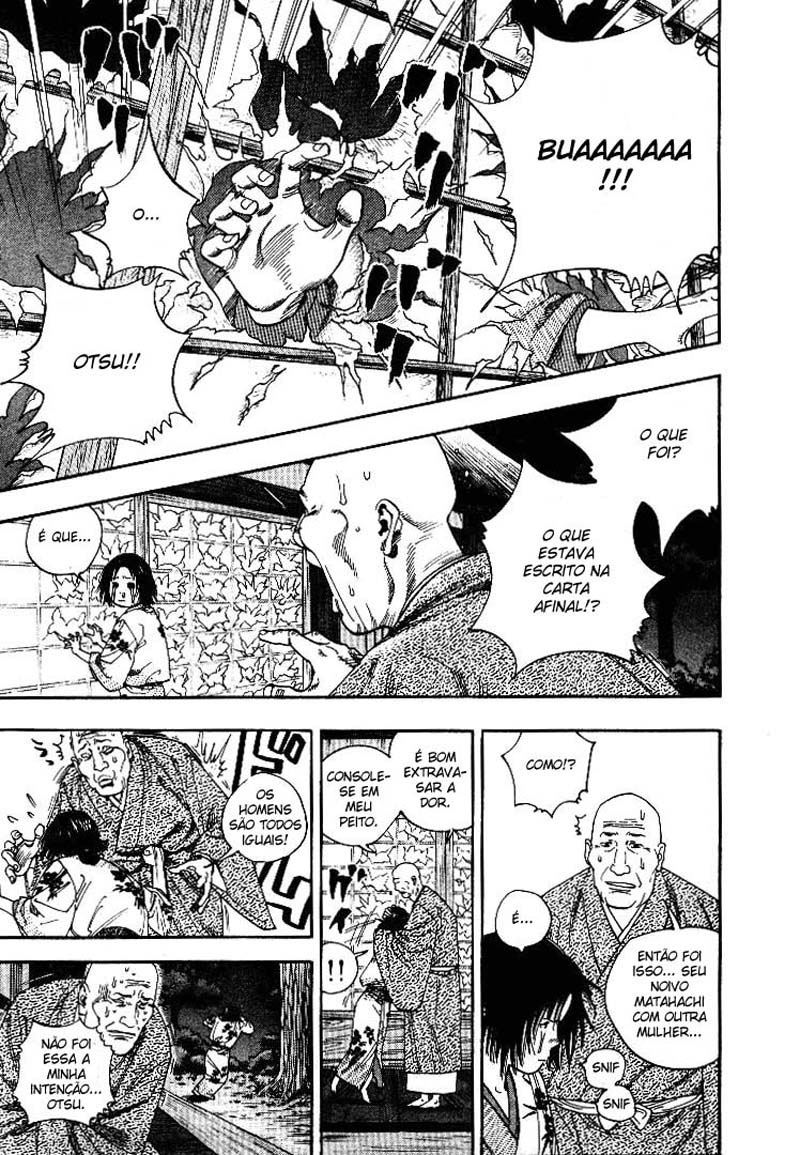 BUAAAAAAA
!!!
O...
OTSU!!
O QUE
FOI?
O QUE
ESTAVA
ESCRITO NA
CARTA
AFINAL!?
É QUE...
COMO!?
É...
ENTÃO FOI
ISSO... SEU
NOIVO
MATAHACHI
COM OUTRA
MULHER...
SNIF
SNIF
É BOM
EXTRAVA-
SAR A
DOR.
CONSOLE-
SE EM
MEU
PEITO.
!!
OS
HOMENS
SÃO TODOS
IGUAIS!
NÃO FOI
ESSA A
MINHA
INTENÇÃO...
OTSU.